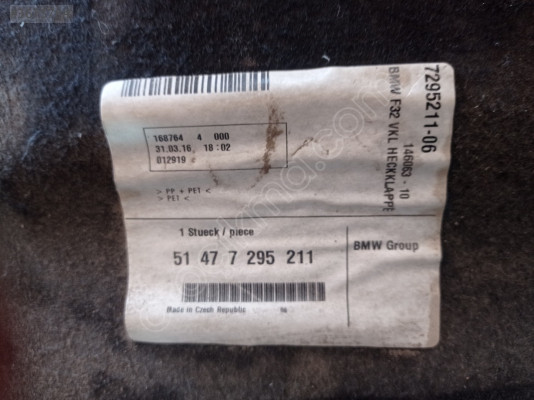 7295211-06
146083 - 10
BMW F32 VKL HECKKLAPPE
168764 4 000
31.03.16 18:02
012919
> PP + PET <
> PET <
1 Stueck / piece
51 47 7 295 211
BMW Group
Made in Czech Republic